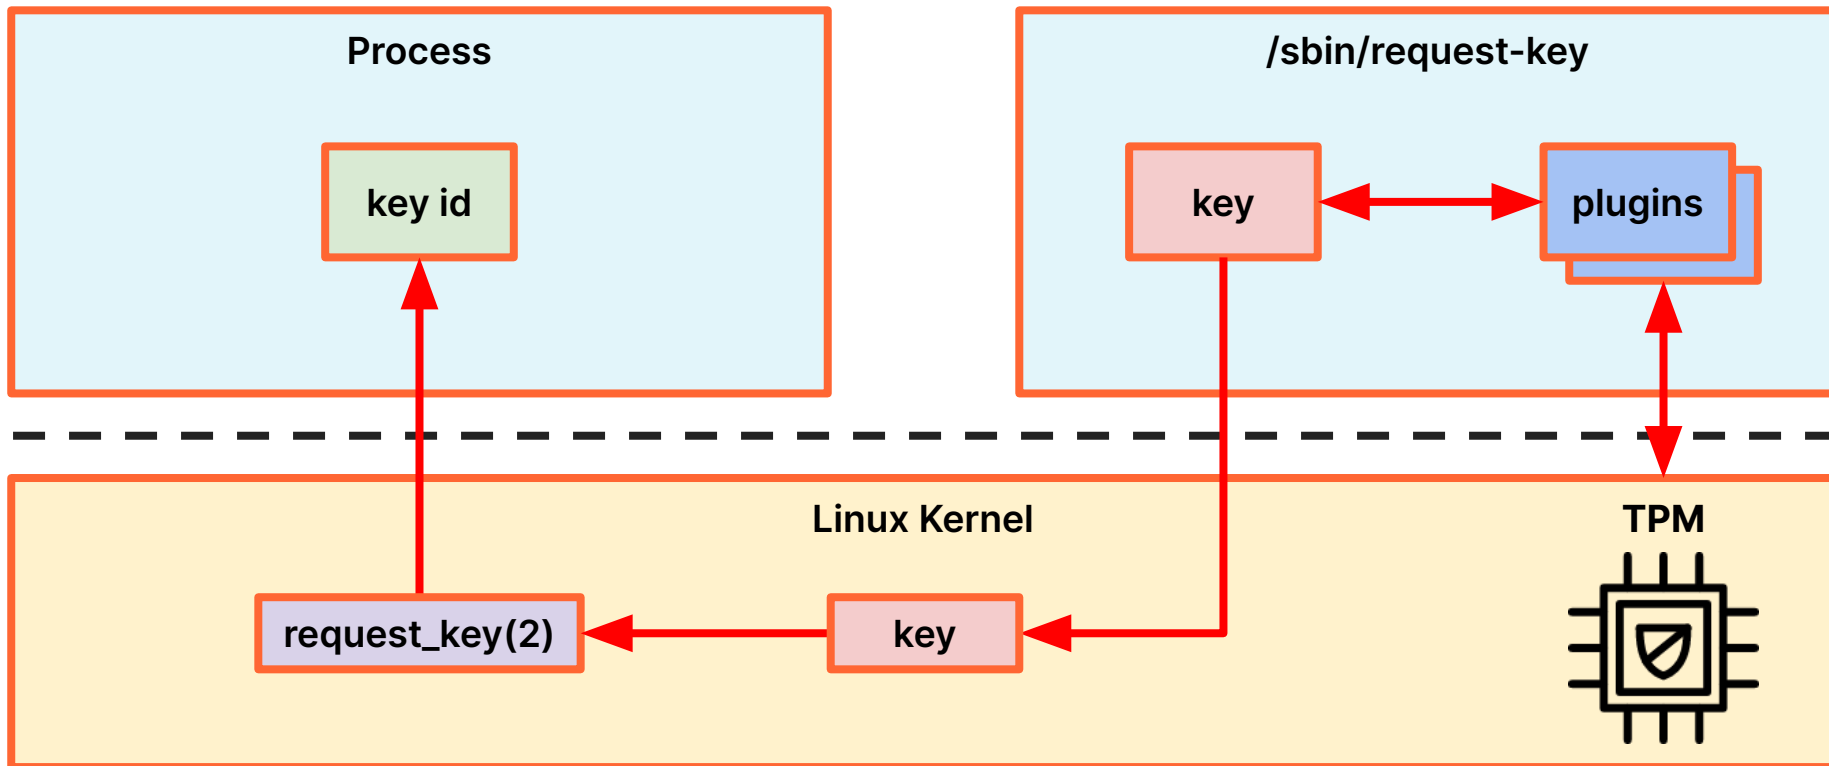 Process
/sbin/request-key
key id
key
plugins
Linux Kernel
TPM
request_key(2)
key